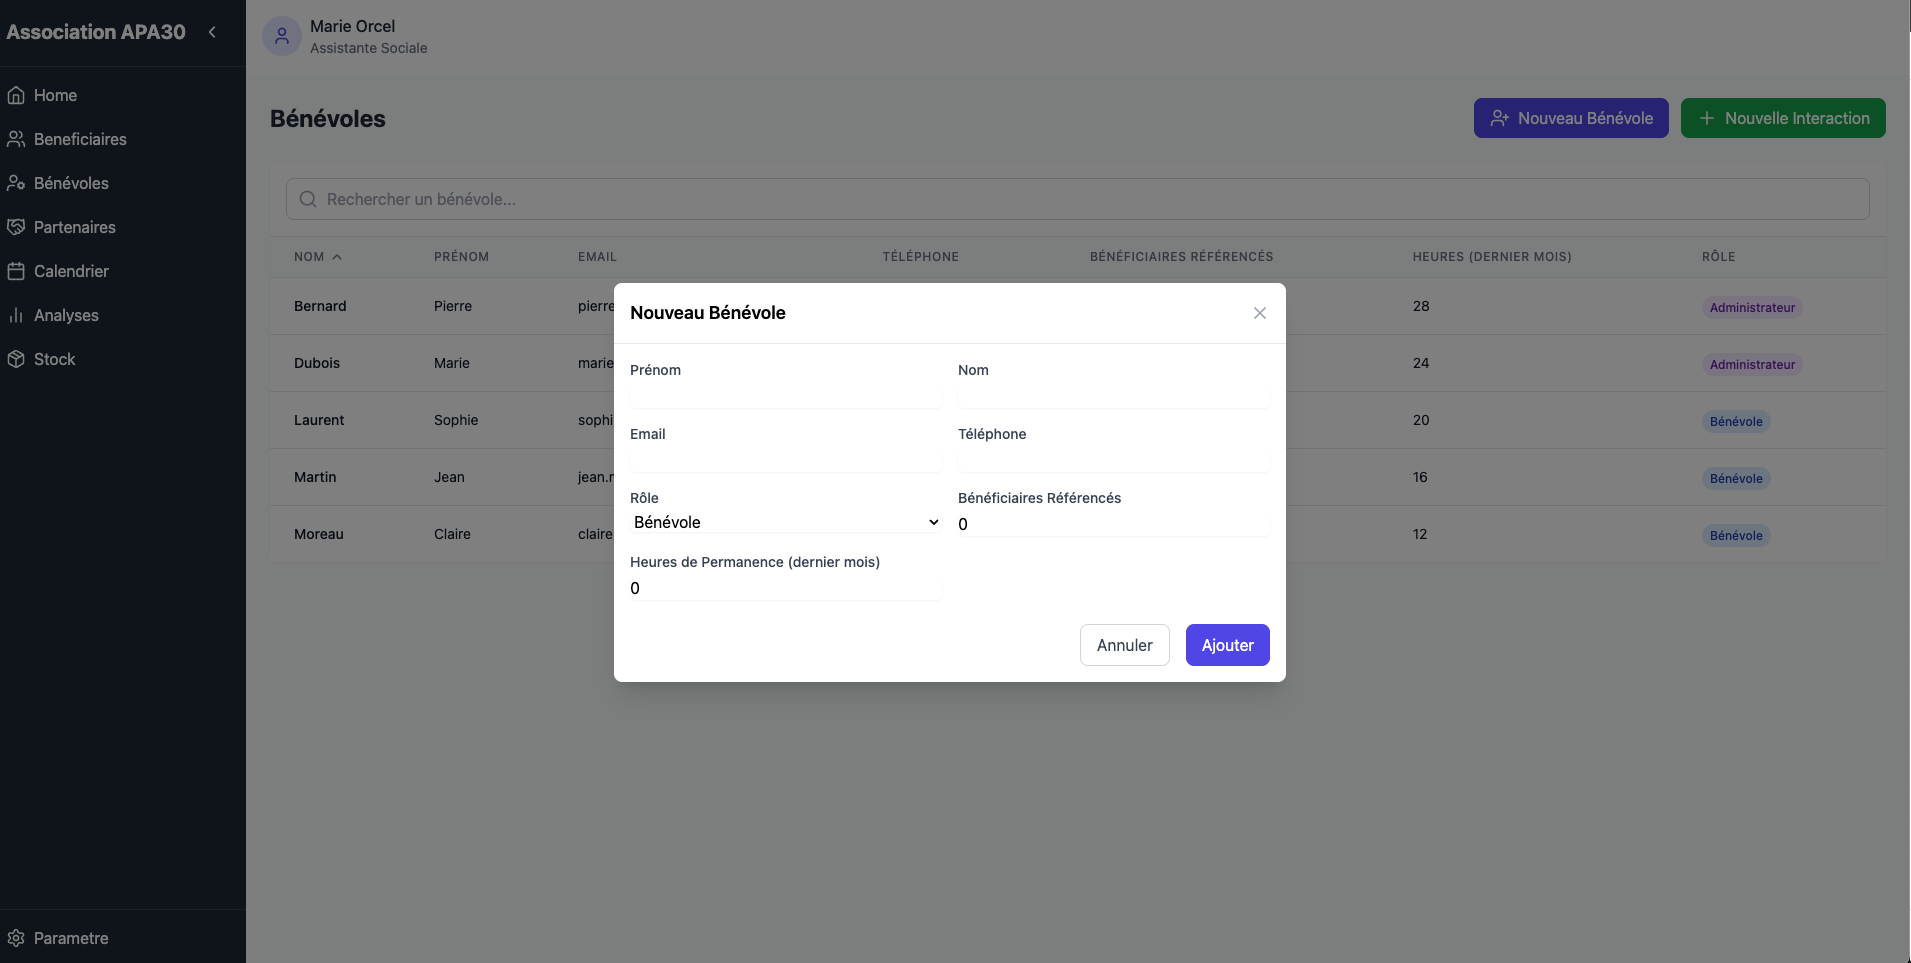 Association APA30
Home
Beneficiaires
Bénévoles
Partenaires
Calendrier
Analyses
Stock
Parametre
Marie Orcel
Assistante Sociale
Bénévoles
Nouveau Bénévole
Nouvelle Interaction
Rechercher un bénévole...
NOM PRÉNOM EMAIL TÉLÉPHONE BÉNÉFICIAIRES RÉFÉRENCÉS HEURES (DERNIER MOIS) RÔLE
Bernard Pierre pierre 28 Administrateur
Dubois Marie marie 24 Administrateur
Laurent Sophie sophi 20 Bénévole
Martin Jean jean. 16 Bénévole
Moreau Claire claire 12 Bénévole
Nouveau Bénévole
Prénom Nom
Email Téléphone
Rôle Bénéficiaires Référencés
Bénévole 0
Heures de Permanence (dernier mois)
0
Annuler Ajouter